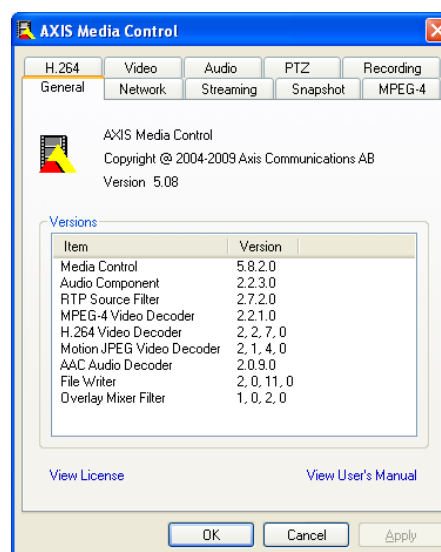 AXIS Media Control
H.264 Video Audio PTZ Recording
General Network Streaming Snapshot MPEG-4
AXIS Media Control
Copyright @ 2004-2009 Axis Communications AB
Version 5.08
Versions
Item Version
Media Control 5.8.2.0
Audio Component 2.2.3.0
RTP Source Filter 2.7.2.0
MPEG-4 Video Decoder 2.2.1.0
H.264 Video Decoder 2, 2, 7, 0
Motion JPEG Video Decoder 2, 1, 4, 0
AAC Audio Decoder 2.0.9.0
File Writer 2, 0, 11, 0
Overlay Mixer Filter 1, 0, 2, 0
View License View User's Manual
OK Cancel Apply